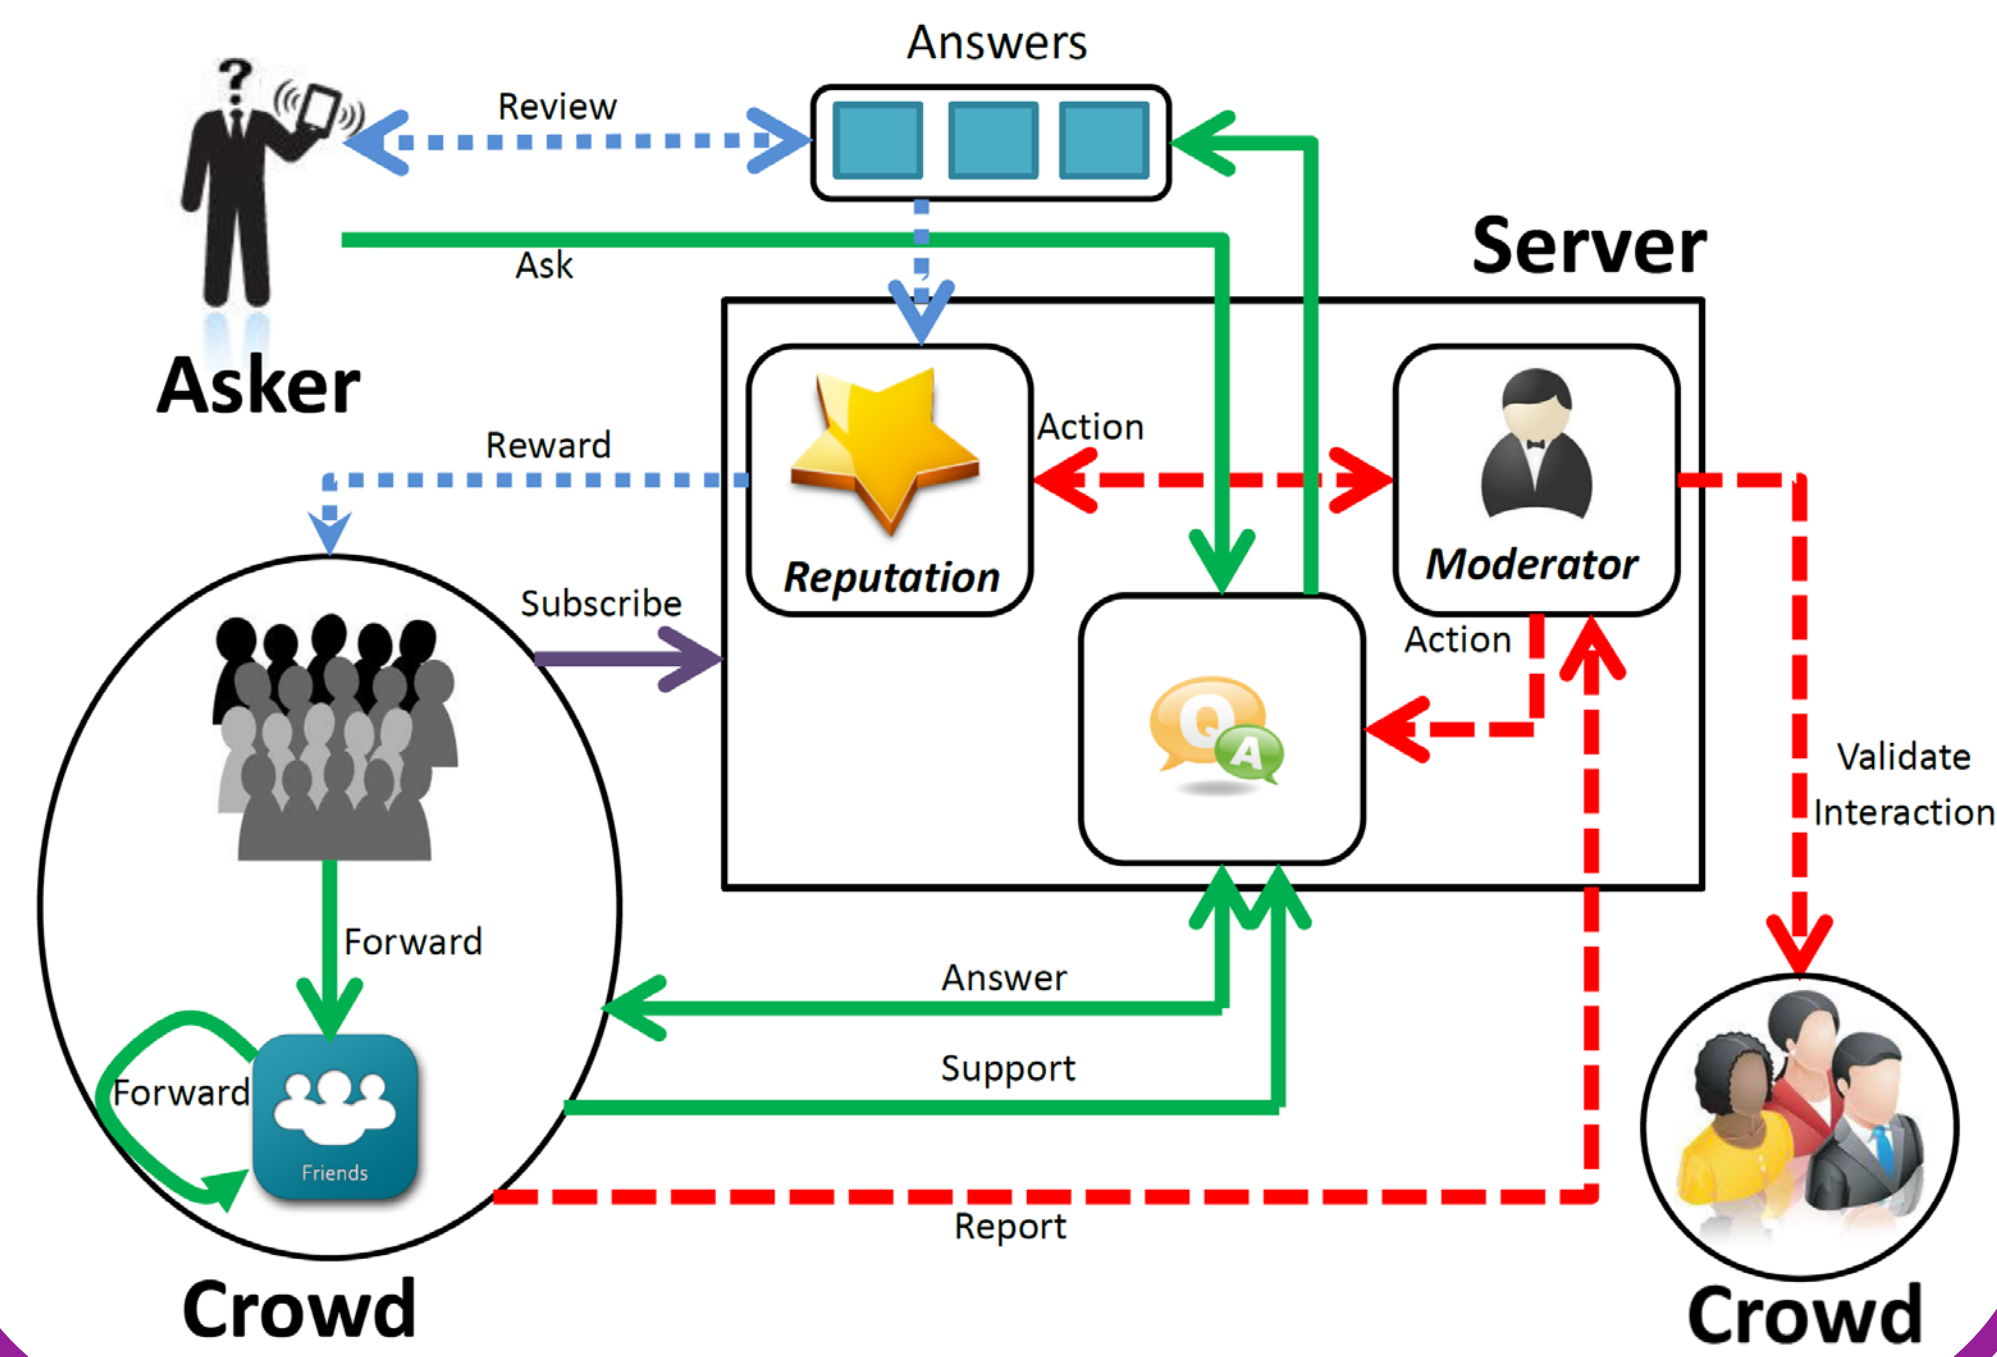 Answers
?
Review
Ask
Server
Asker
Reward
Action
Reputation
Moderator
Subscribe
Action
Q
A
Validate
Interaction
Forward
Answer
Forward
Support
Friends
Report
Crowd
Crowd